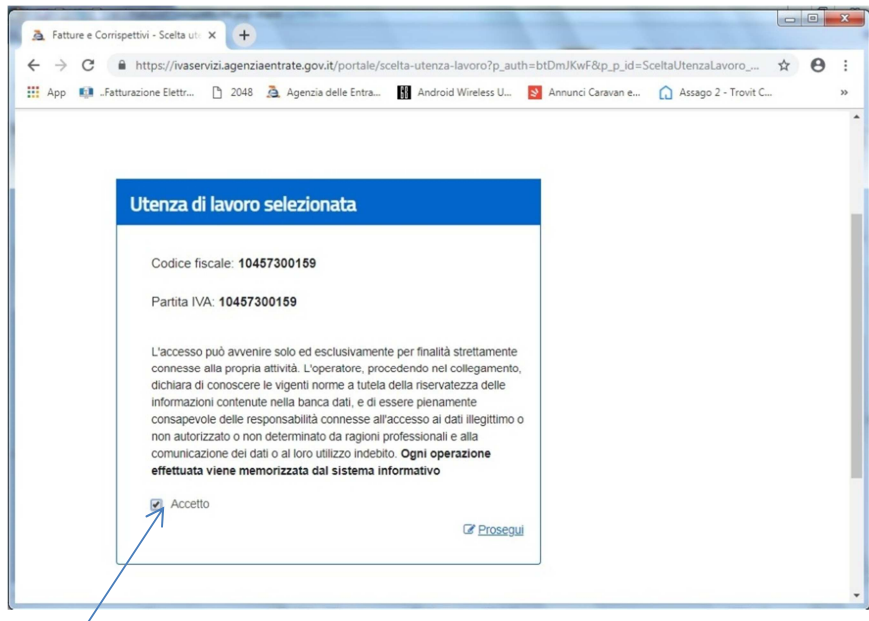 Fatture e Corrispettivi - Scelta ute
https://ivaservizi.agenziaentrate.gov.it/portale/scelta-utenza-lavoro?p_auth=btDmJKwF&p_p_id=SceltaUtenzaLavoro_...
App ..Fatturazione Elettr... 2048 Agenzia delle Entra... Android Wireless U... Annunci Caravan e... Assago 2 - Trovit C... »
Utenza di lavoro selezionata
Codice fiscale: 10457300159
Partita IVA: 10457300159
L'accesso può avvenire solo ed esclusivamente per finalità strettamente
connesse alla propria attività. L'operatore, procedendo nel collegamento,
dichiara di conoscere le vigenti norme a tutela della riservatezza delle
informazioni contenute nella banca dati, e di essere pienamente
consapevole delle responsabilità connesse all'accesso ai dati illegittimo o
non autorizzato o non determinato da ragioni professionali e alla
comunicazione dei dati o al loro utilizzo indebito. Ogni operazione
effettuata viene memorizzata dal sistema informativo
Accetto
Prosegui